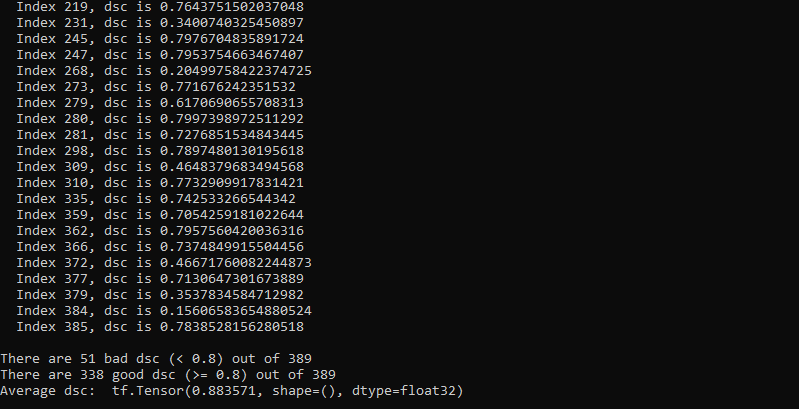 Index 219, dsc is 0.7643751502037048
Index 231, dsc is 0.3400740325450897
Index 245, dsc is 0.7976704835891724
Index 247, dsc is 0.7953754663467407
Index 268, dsc is 0.20499758422374725
Index 273, dsc is 0.771676242351532
Index 279, dsc is 0.6170690655708313
Index 280, dsc is 0.7997398972511292
Index 281, dsc is 0.7276851534843445
Index 298, dsc is 0.7897480130195618
Index 309, dsc is 0.4648379683494568
Index 310, dsc is 0.7732909917831421
Index 335, dsc is 0.742533266544342
Index 359, dsc is 0.7054259181022644
Index 362, dsc is 0.7957560420036316
Index 366, dsc is 0.7374849915504456
Index 372, dsc is 0.46671760082244873
Index 377, dsc is 0.7130647301673889
Index 379, dsc is 0.3537834584712982
Index 384, dsc is 0.15606583654880524
Index 385, dsc is 0.7838528156280518
There are 51 bad dsc (< 0.8) out of 389
There are 338 good dsc (>= 0.8) out of 389
Average dsc:  tf.Tensor(0.883571, shape=(), dtype=float32)